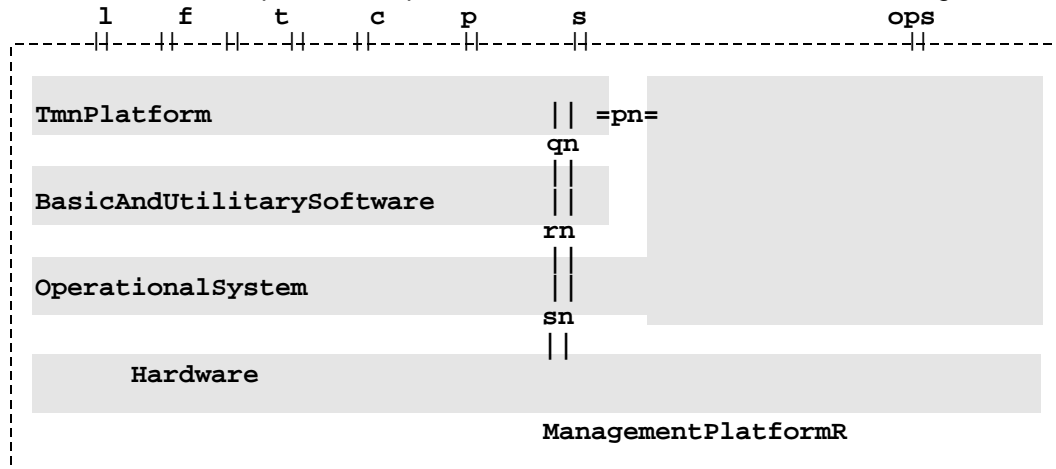 l f t c p s ops
TmnPlatform || =pn=
qn
||
BasicAndUtilitarySoftware ||
rn
||
OperationalSystem ||
sn
||
Hardware
ManagementPlatformR